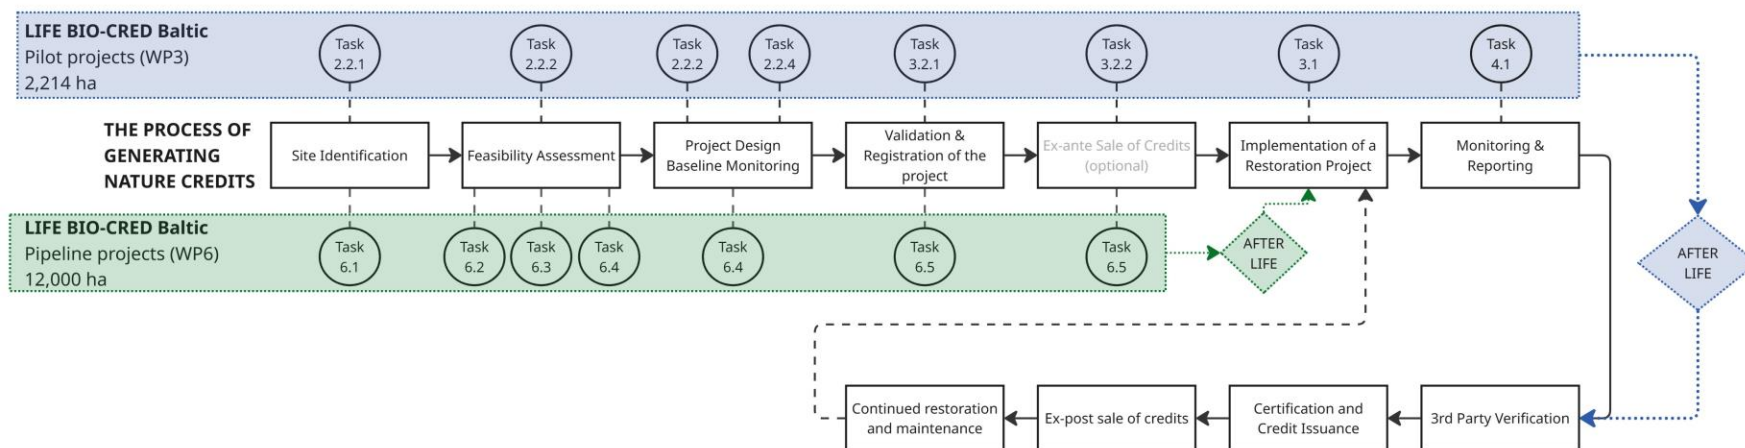 LIFE BIO-CRED Baltic
Pilot projects (WP3)
2,214 ha
Task
2.2.1
Task
2.2.2
Task
2.2.2
Task
2.2.4
Task
3.2.1
Task
3.2.2
Task
3.1
Task
4.1
THE PROCESS OF
GENERATING
NATURE CREDITS
Site Identification
Feasibility Assessment
Project Design
Baseline Monitoring
Validation &
Registration of the
project
Ex-ante Sale of Credits
(optional)
Implementation of a
Restoration Project
Monitoring &
Reporting
LIFE BIO-CRED Baltic
Pipeline projects (WP6)
12,000 ha
Task
6.1
Task
6.2
Task
6.3
Task
6.4
Task
6.4
Task
6.5
Task
6.5
AFTER
LIFE
AFTER
LIFE
Continued restoration
and maintenance
Ex-post sale of credits
Certification and
Credit Issuance
3rd Party Verification